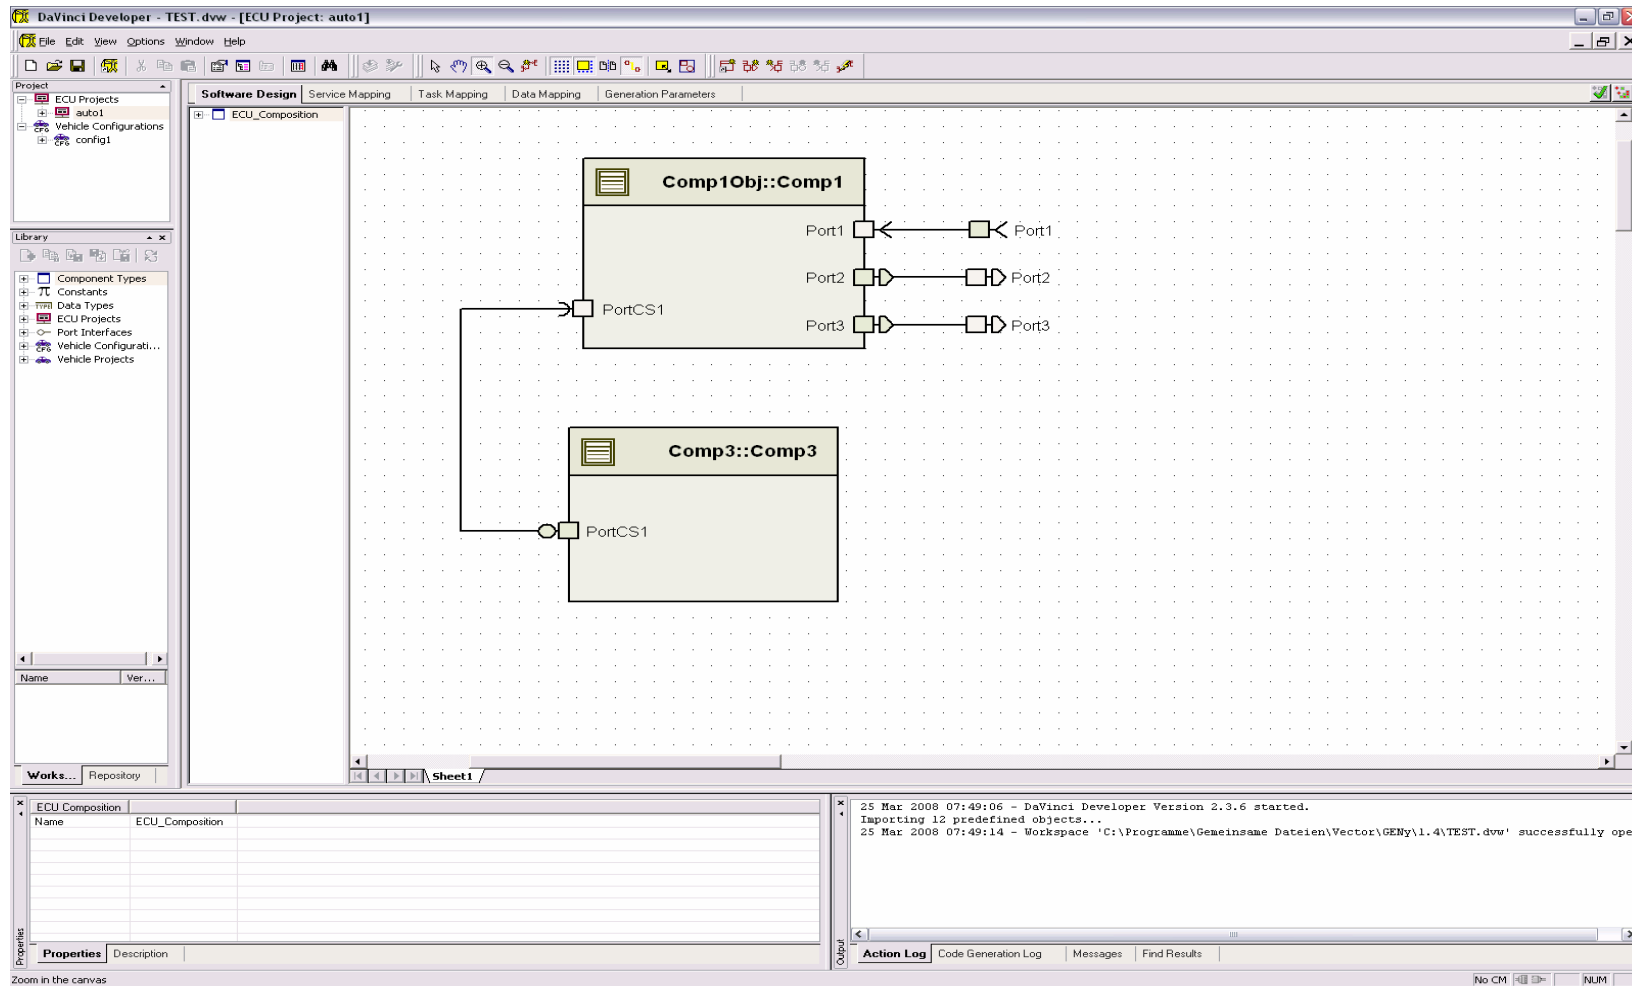 DaVinci Developer - TEST.dvw - [ECU Project: auto1]
File Edit View Options Window Help
Project
ECU Projects
auto1
Vehicle Configurations
config1
Library
Component Types
Constants
Data Types
ECU Projects
Port Interfaces
Vehicle Configurati...
Vehicle Projects
Name Ver...
Works... Repository
Software Design Service Mapping Task Mapping Data Mapping Generation Parameters
ECU_Composition
Comp1Obj::Comp1
Port1 Port1
Port2 Port2
PortCS1
Port3 Port3
Comp3::Comp3
PortCS1
Sheet1
ECU Composition
Name ECU_Composition
Properties
Properties Description
25 Mar 2008 07:49:06 - DaVinci Developer Version 2.3.6 started.
Importing 12 predefined objects...
25 Mar 2008 07:49:14 - Workspace 'C:\Programme\Gemeinsame Dateien\Vector\GENy\1.4\TEST.dvw' successfully ope
Output
Action Log Code Generation Log Messages Find Results
Zoom in the canvas
No CM NUM